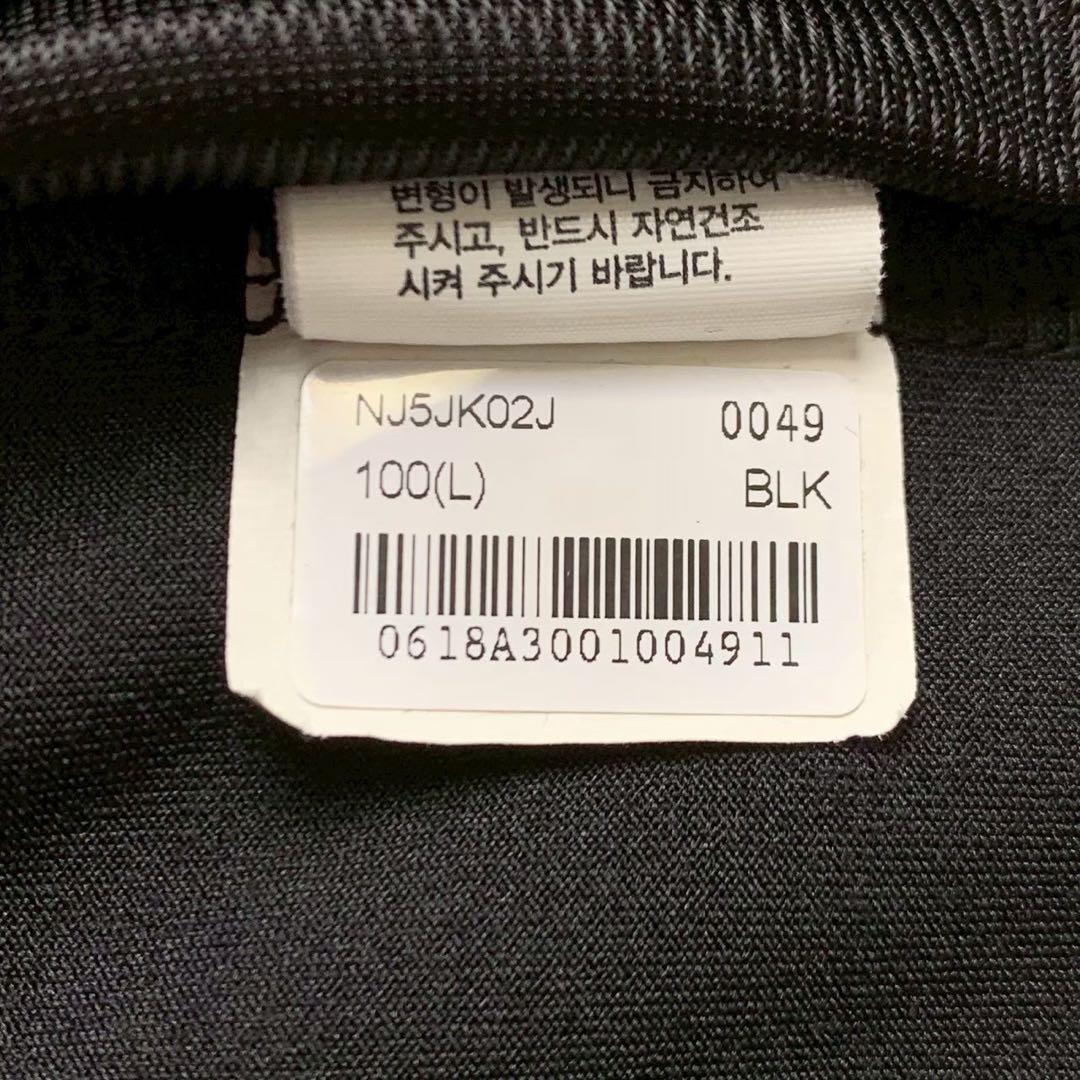 변형이 발생되니 금지하여
주시고, 반드시 자연건조
시켜 주시기 바랍니다.
NJ5JK02J 0049
100(L) BLK
0618A3001004911